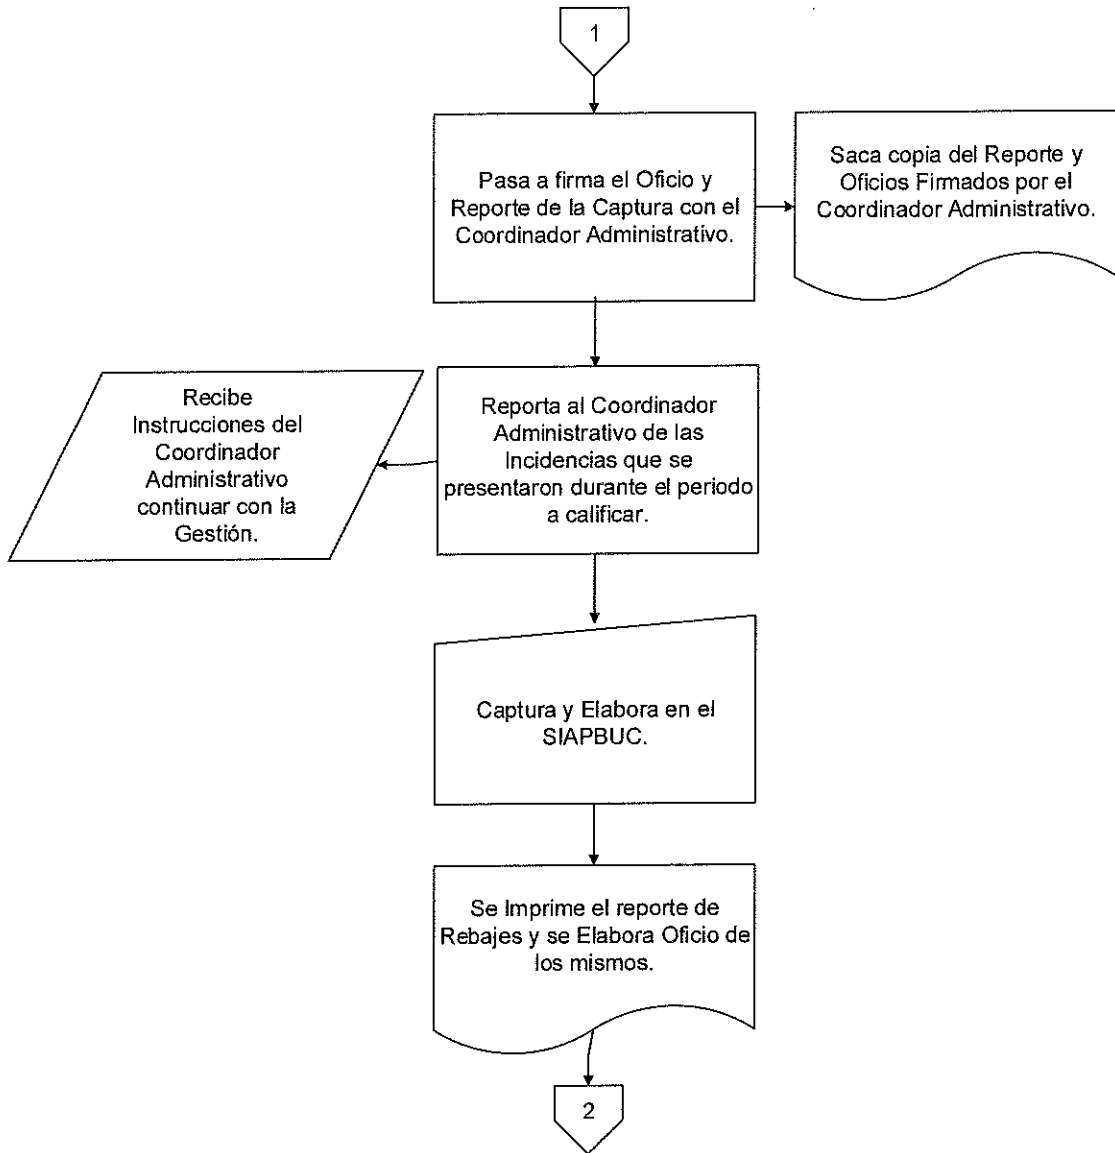 1
Pasa a firma el Oficio y
Reporte de la Captura con el
Coordinador Administrativo.
Saca copia del Reporte y
Oficios Firmados por el
Coordinador Administrativo.
Reporta al Coordinador
Administrativo de las
Incidencias que se
presentaron durante el periodo
a calificar.
Recibe
Instrucciones del
Coordinador
Administrativo
continuar con la
Gestión.
Captura y Elabora en el
SIAPBUC.
Se Imprime el reporte de
Rebajes y se Elabora Oficio de
los mismos.
2